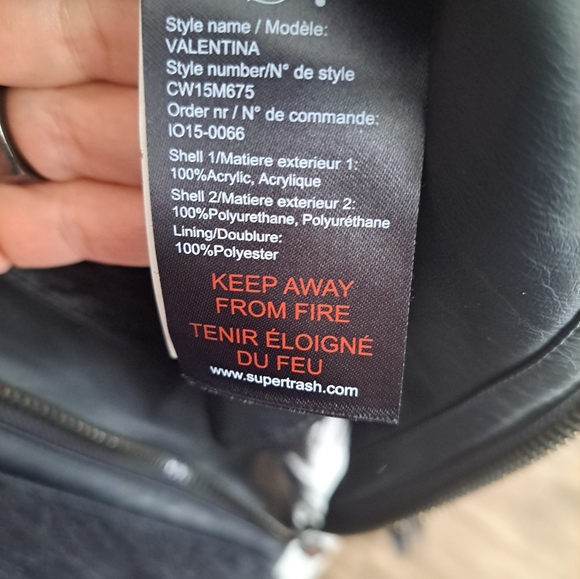 Style name / Modèle:
VALENTINA
Style number/N° de style
CW15M675
Order nr / N° de commande:
IO15-0066
Shell 1/Matiere exterieur 1:
100%Acrylic, Acrylique
Shell 2/Matiere exterieur 2:
100%Polyurethane, Polyuréthane
Lining/Doublure:
100%Polyester
KEEP AWAY
FROM FIRE
TENIR ÉLOIGNÉ
DU FEU
www.supertrash.com